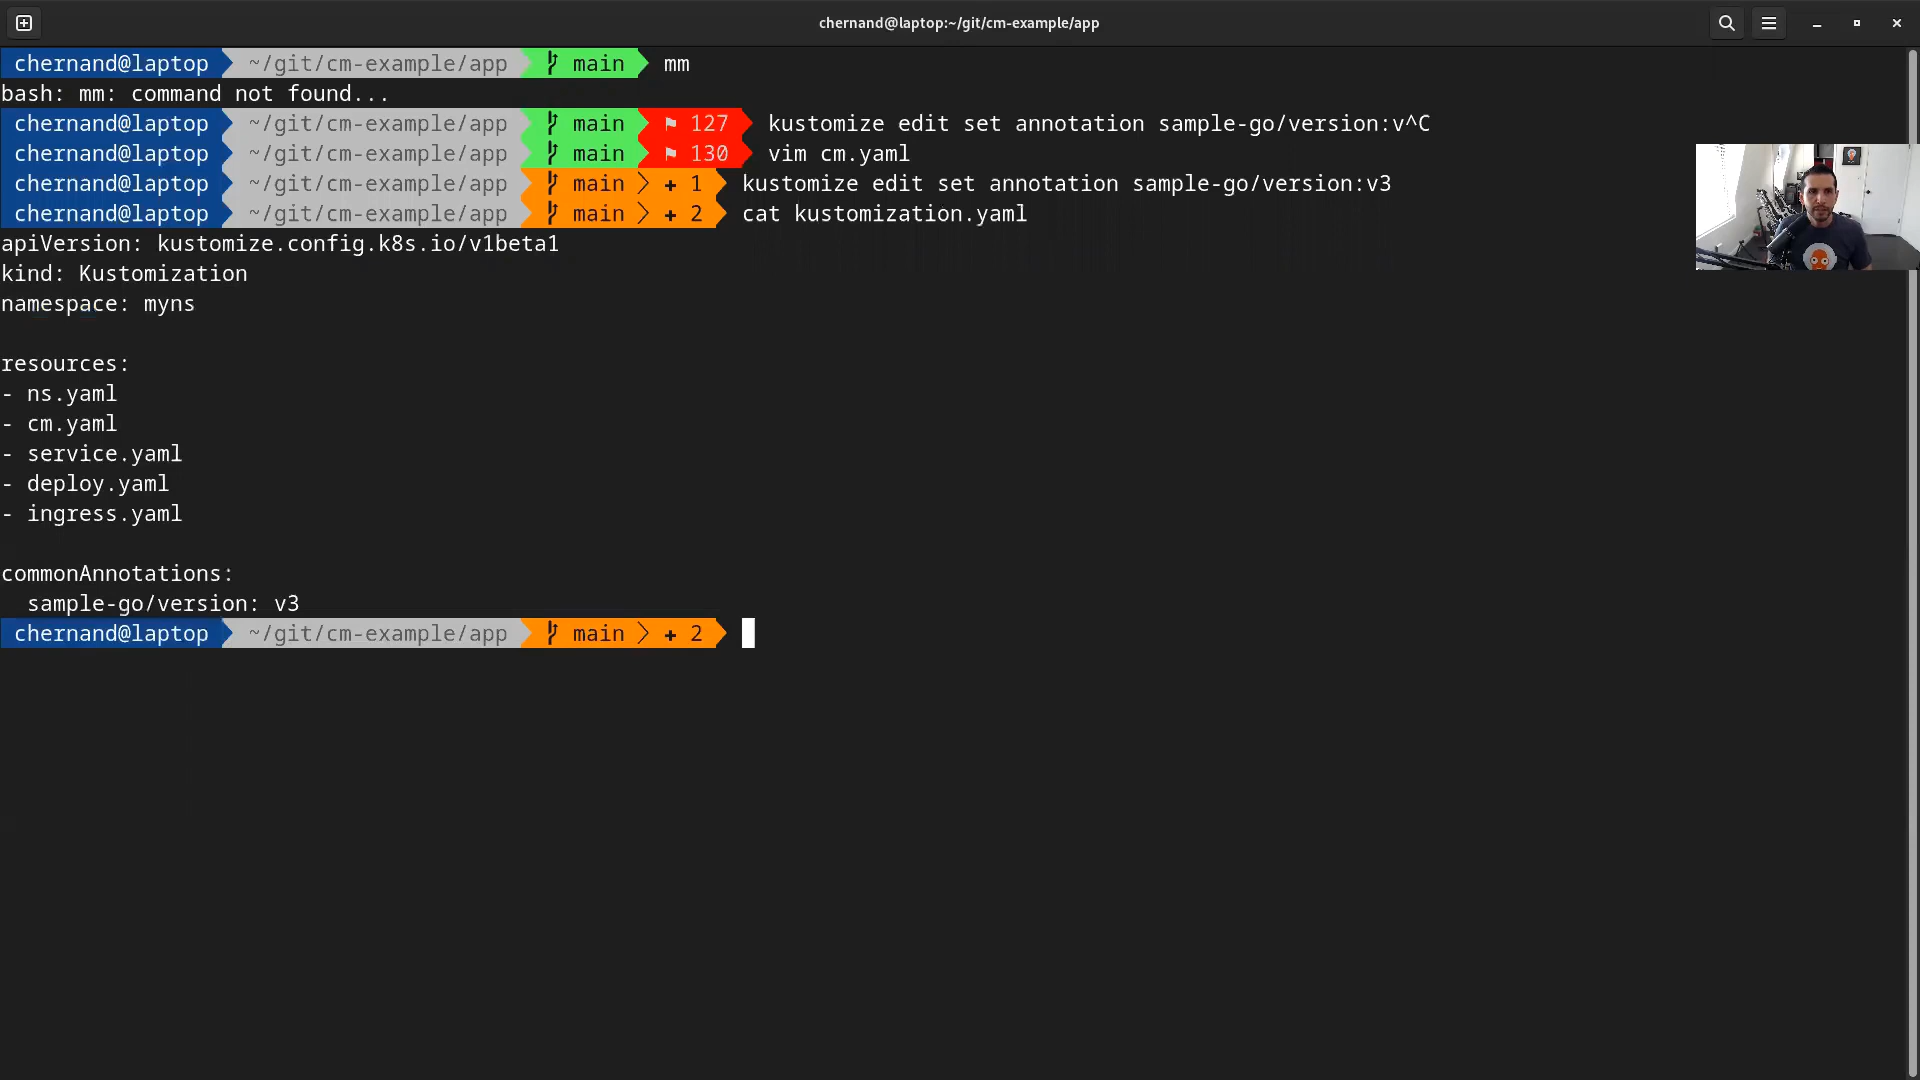 chernand@laptop:~/git/cm-example/app
chernand@laptop ~/git/cm-example/app main mm
bash: mm: command not found...
chernand@laptop ~/git/cm-example/app main 127 kustomize edit set annotation sample-go/version:v^C
chernand@laptop ~/git/cm-example/app main 130 vim cm.yaml
chernand@laptop ~/git/cm-example/app main + 1 kustomize edit set annotation sample-go/version:v3
chernand@laptop ~/git/cm-example/app main + 2 cat kustomization.yaml
apiVersion: kustomize.config.k8s.io/v1beta1
kind: Kustomization
namespace: myns
resources:
- ns.yaml
- cm.yaml
- service.yaml
- deploy.yaml
- ingress.yaml
commonAnnotations:
  sample-go/version: v3
chernand@laptop ~/git/cm-example/app main + 2